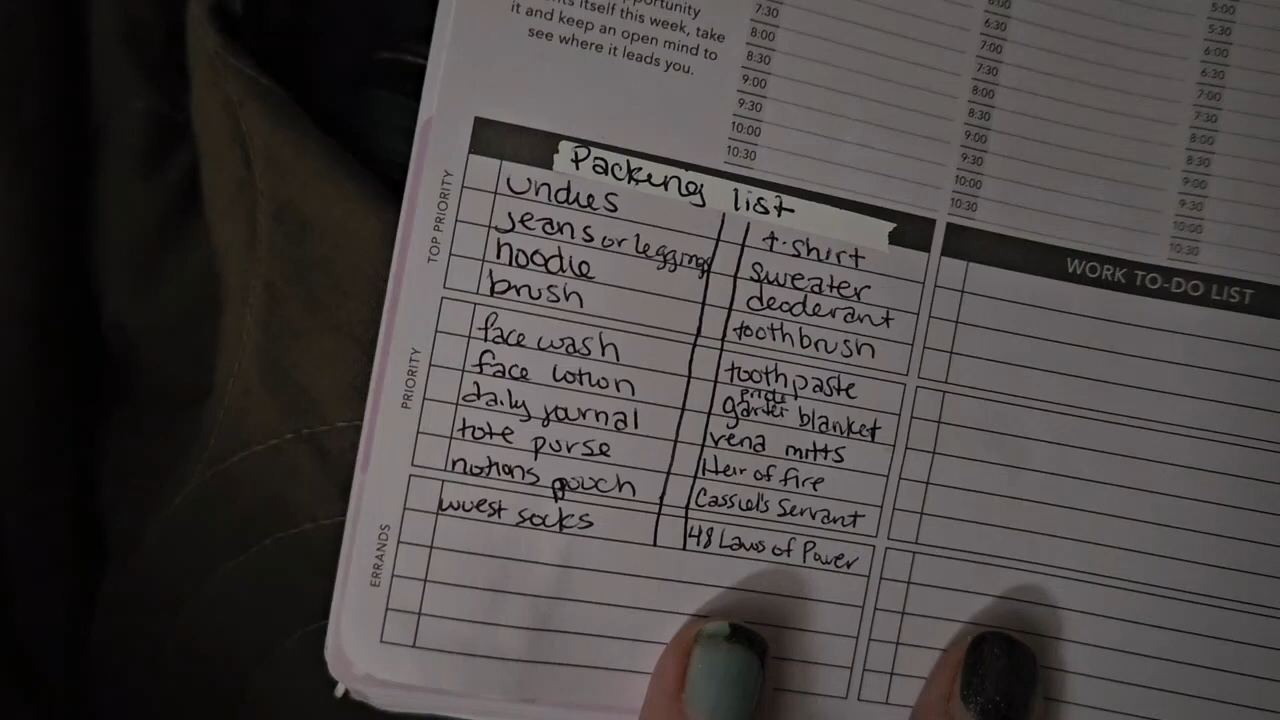 portunity
nts itself this week, take
it and keep an open mind to
see where it leads you.
7:30
8:00
8:30
9:00
9:30
10:00
10:30
6:00
6:30
7:00
7:30
8:00
8:30
9:00
9:30
10:00
10:30
5:00
5:30
6:00
6:30
7:00
7:30
8:00
8:30
9:00
9:30
10:00
10:30
Packing list
TOP PRIORITY
undies
jeans or leggings
hoodie
brush
PRIORITY
face wash
face lotion
daily journal
tote purse
notions pouch
ERRANDS
socks
t-shirt
sweater
deoderant
toothbrush
toothpaste
pride
garter blanket
rena mitts
Heir of fire
Cassiel's Servant
48 Laws of Power
WORK TO-DO LIST